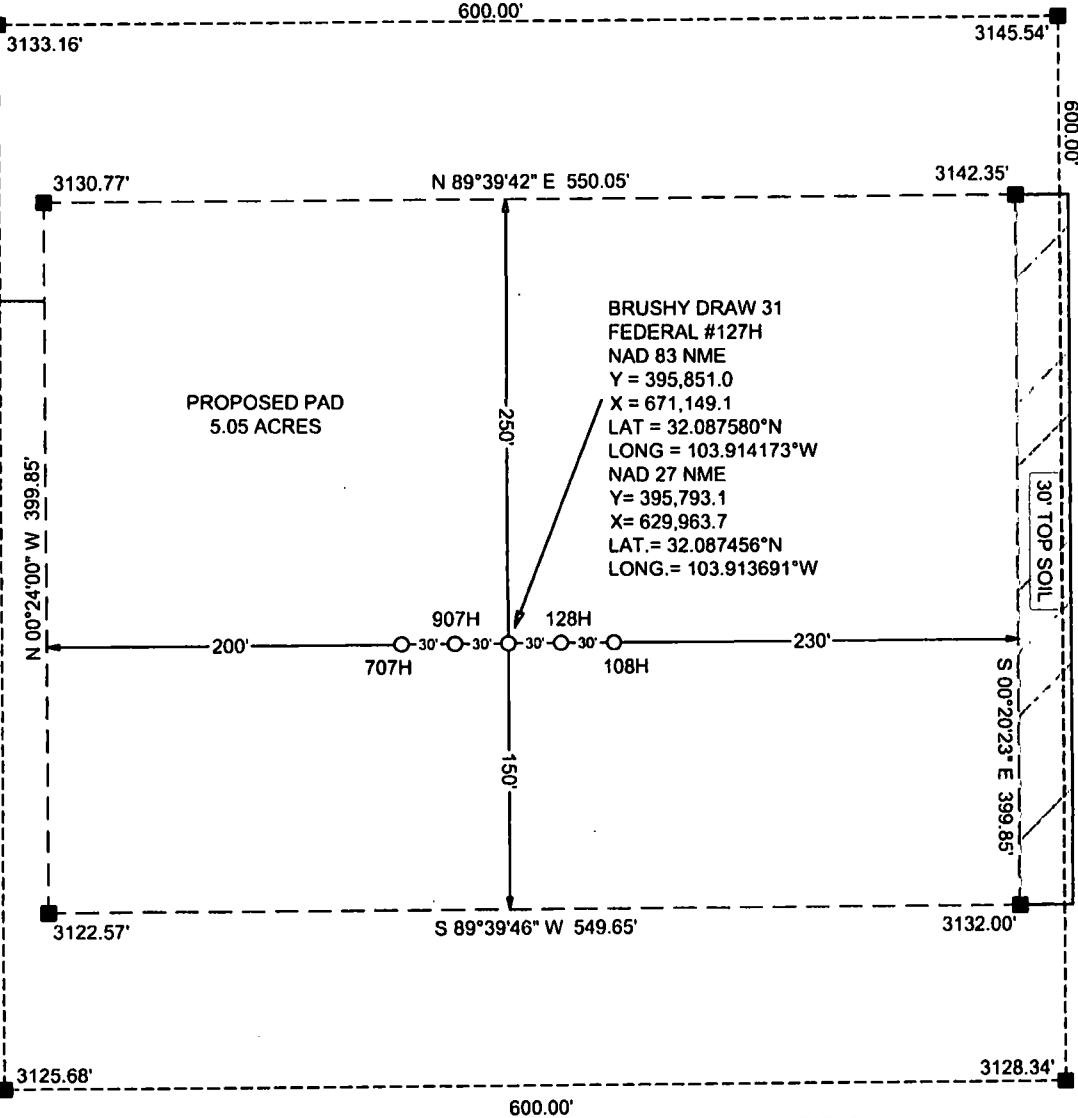 600.00'
3133.16'
3145.54'
600.00'
3130.77'
N 89°39'42" E 550.05'
3142.35'
BRUSHY DRAW 31
FEDERAL #127H
NAD 83 NME
Y = 395,851.0
X = 671,149.1
LAT = 32.087580°N
LONG = 103.914173°W
NAD 27 NME
Y= 395,793.1
X= 629,963.7
LAT.= 32.087456°N
LONG.= 103.913691°W
PROPOSED PAD
5.05 ACRES
250'
N 00°24'00" W 399.85'
30' TOP SOIL
907H
128H
200'
30'
30'
30'
30'
230'
707H
108H
S 00°20'23" E 399.85'
150'
3122.57'
S 89°39'46" W 549.65'
3132.00'
3125.68'
3128.34'
600.00'